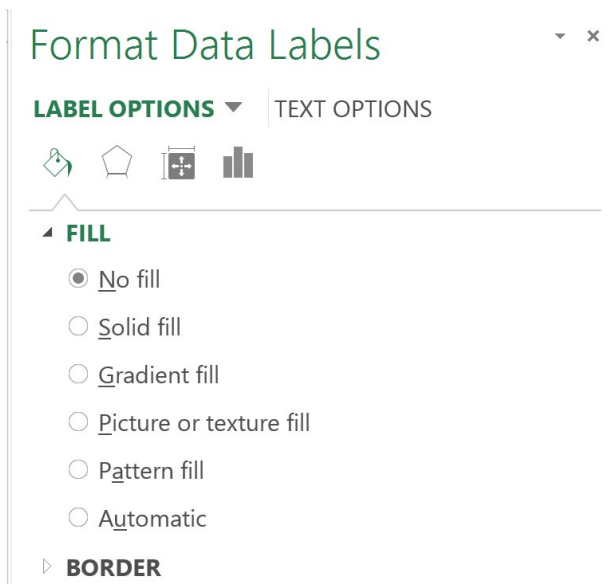 Format Data Labels
LABEL OPTIONS TEXT OPTIONS
FILL
No fill
Solid fill
Gradient fill
Picture or texture fill
Pattern fill
Automatic
BORDER